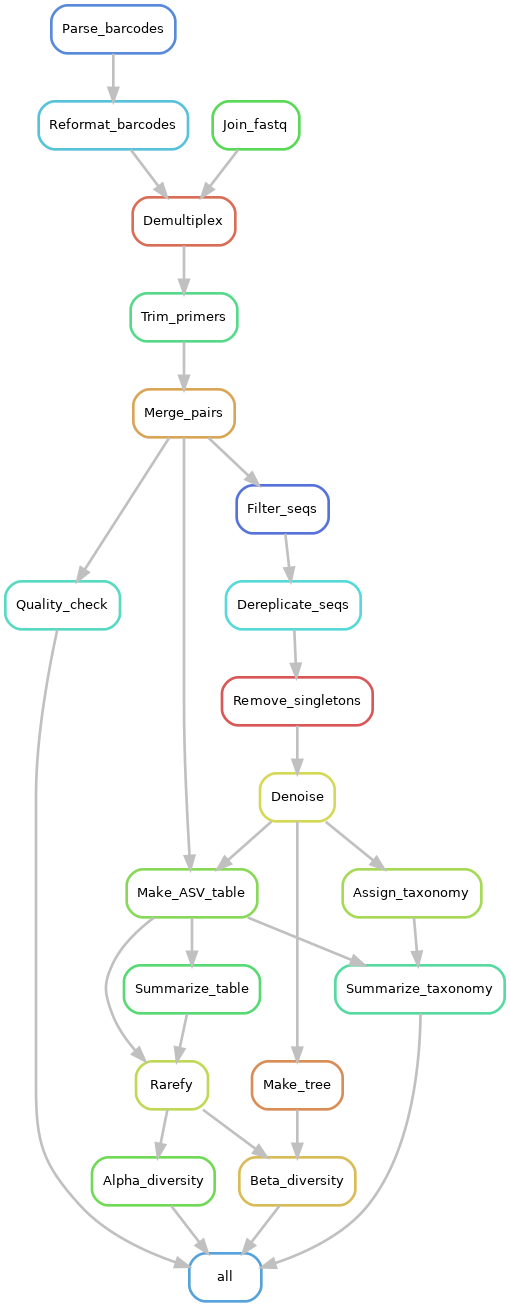 Parse_barcodes
Reformat_barcodes
Join_fastq
Demultiplex
Trim_primers
Merge_pairs
Filter_seqs
Quality_check
Dereplicate_seqs
Remove_singletons
Denoise
Make_ASV_table
Assign_taxonomy
Summarize_table
Summarize_taxonomy
Rarefy
Make_tree
Alpha_diversity
Beta_diversity
all